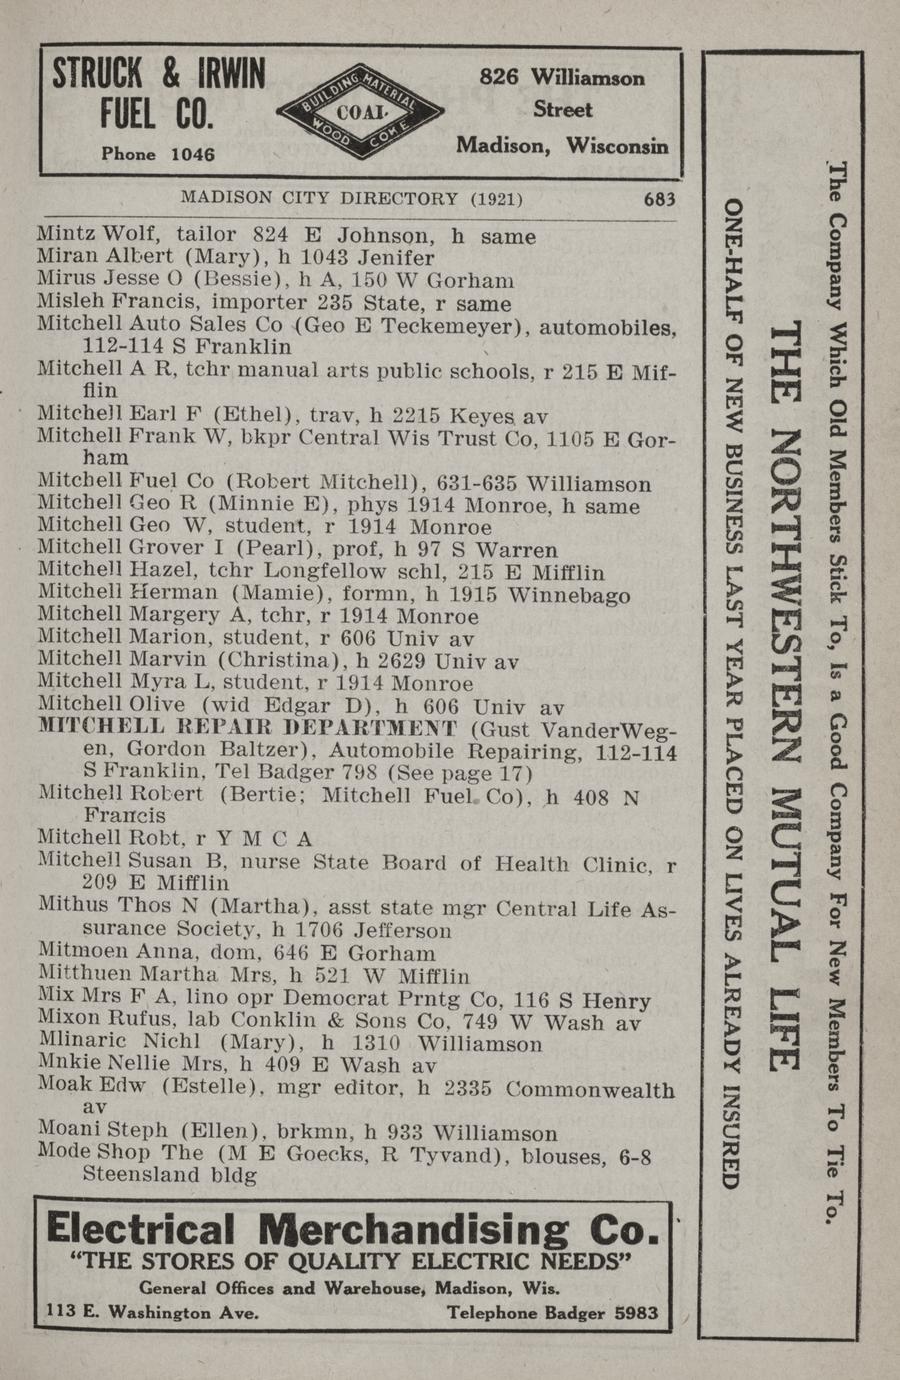 STRUCK & IRWIN
FUEL CO.
Phone 1046
BUILDING MATERIAL
COAL
WOOD COKE
826 Williamson
Street
Madison, Wisconsin
MADISON CITY DIRECTORY (1921) 683
Mintz Wolf, tailor 824 E Johnson, h same
Miran Albert (Mary), h 1043 Jenifer
Mirus Jesse O (Bessie), h A, 150 W Gorham
Misleh Francis, importer 235 State, r same
Mitchell Auto Sales Co (Geo E Teckemeyer), automobiles,
112-114 S Franklin
Mitchell A R, tchr manual arts public schools, r 215 E Mif-
flin
Mitchell Earl F (Ethel), trav, h 2215 Keyes av
Mitchell Frank W, bkpr Central Wis Trust Co, 1105 E Gor-
ham
Mitchell Fuel Co (Robert Mitchell), 631-635 Williamson
Mitchell Geo R (Minnie E), phys 1914 Monroe, h same
Mitchell Geo W, student, r 1914 Monroe
Mitchell Grover I (Pearl), prof, h 97 S Warren
Mitchell Hazel, tchr Longfellow schl, 215 E Mifflin
Mitchell Herman (Mamie), formn, h 1915 Winnebago
Mitchell Margery A, tchr, r 1914 Monroe
Mitchell Marion, student, r 606 Univ av
Mitchell Marvin (Christina), h 2629 Univ av
Mitchell Myra L, student, r 1914 Monroe
Mitchell Olive (wid Edgar D), h 606 Univ av
MITCHELL REPAIR DEPARTMENT (Gust VanderWeg-
en, Gordon Baltzer), Automobile Repairing, 112-114
S Franklin, Tel Badger 798 (See page 17)
Mitchell Robert (Bertie; Mitchell Fuel Co), h 408 N
Francis
Mitchell Robt, r Y M C A
Mitchell Susan B, nurse State Board of Health Clinic, r
209 E Mifflin
Mithus Thos N (Martha), asst state mgr Central Life As-
surance Society, h 1706 Jefferson
Mitmoen Anna, dom, 646 E Gorham
Mitthuen Martha Mrs, h 521 W Mifflin
Mix Mrs F A, lino opr Democrat Prntg Co, 116 S Henry
Mixon Rufus, lab Conklin & Sons Co, 749 W Wash av
Mlinaric Nichl (Mary), h 1310 Williamson
Mnkie Nellie Mrs, h 409 E Wash av
Moak Edw (Estelle), mgr editor, h 2335 Commonwealth
av
Moani Steph (Ellen), brkmn, h 933 Williamson
Mode Shop The (M E Goecks, R Tyvand), blouses, 6-8
Steensland bldg
Electrical Merchandising Co.
"THE STORES OF QUALITY ELECTRIC NEEDS"
General Offices and Warehouse, Madison, Wis.
113 E. Washington Ave. Telephone Badger 5983
The Company Which Old Members Stick To, Is a Good Company For New Members To Tie To.
THE NORTHWESTERN MUTUAL LIFE
ONE-HALF OF NEW BUSINESS LAST YEAR PLACED ON LIVES ALREADY INSURED